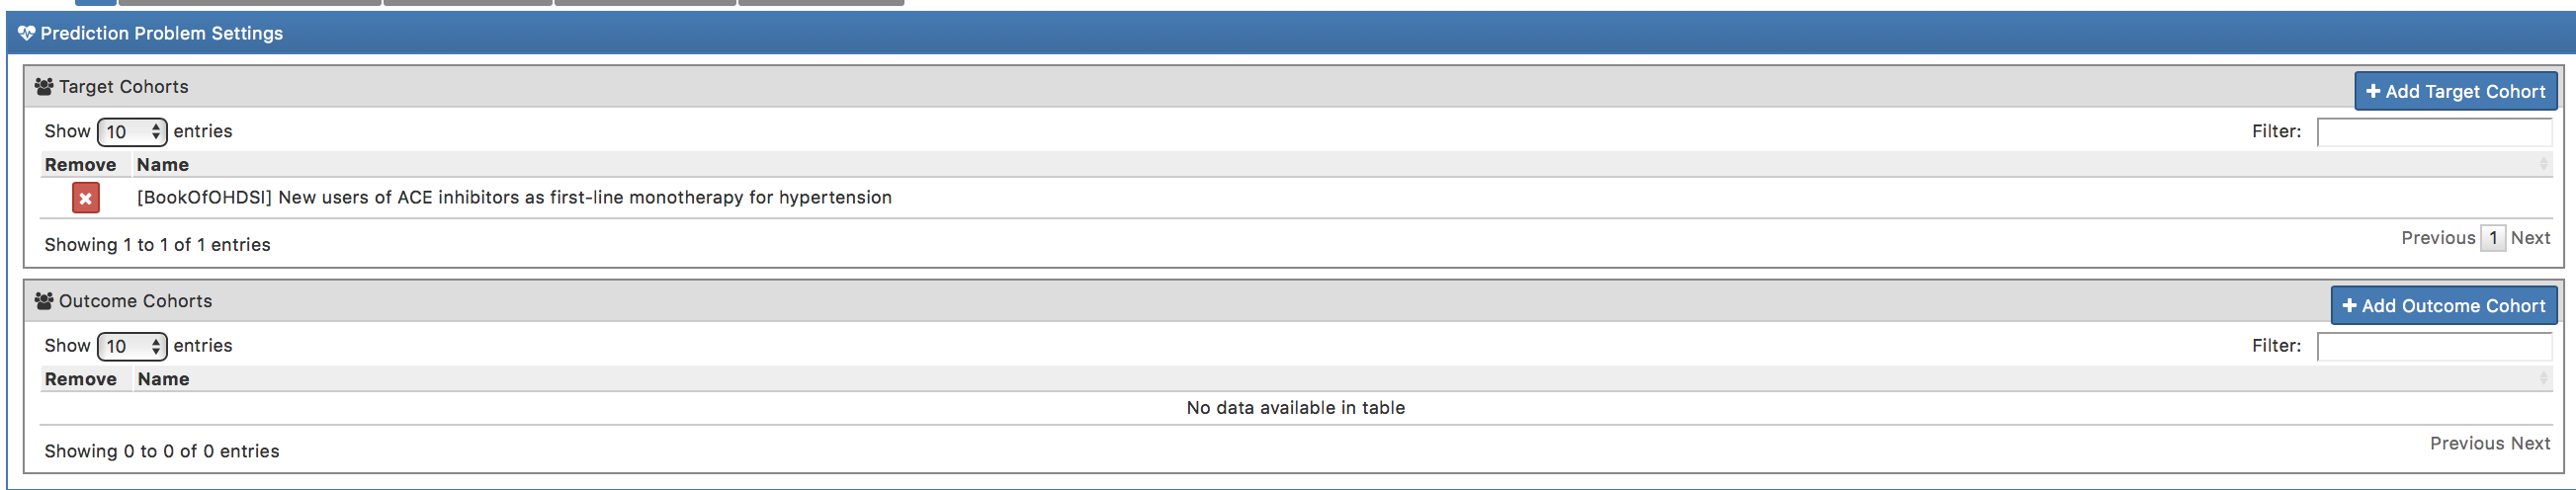 Prediction Problem Settings
Target Cohorts
Add Target Cohort
Show 10 entries
Filter:
Remove Name
[BookOfOHDSI] New users of ACE inhibitors as first-line monotherapy for hypertension
Showing 1 to 1 of 1 entries
Previous 1 Next
Outcome Cohorts
Add Outcome Cohort
Show 10 entries
Filter:
Remove Name
No data available in table
Showing 0 to 0 of 0 entries
Previous Next